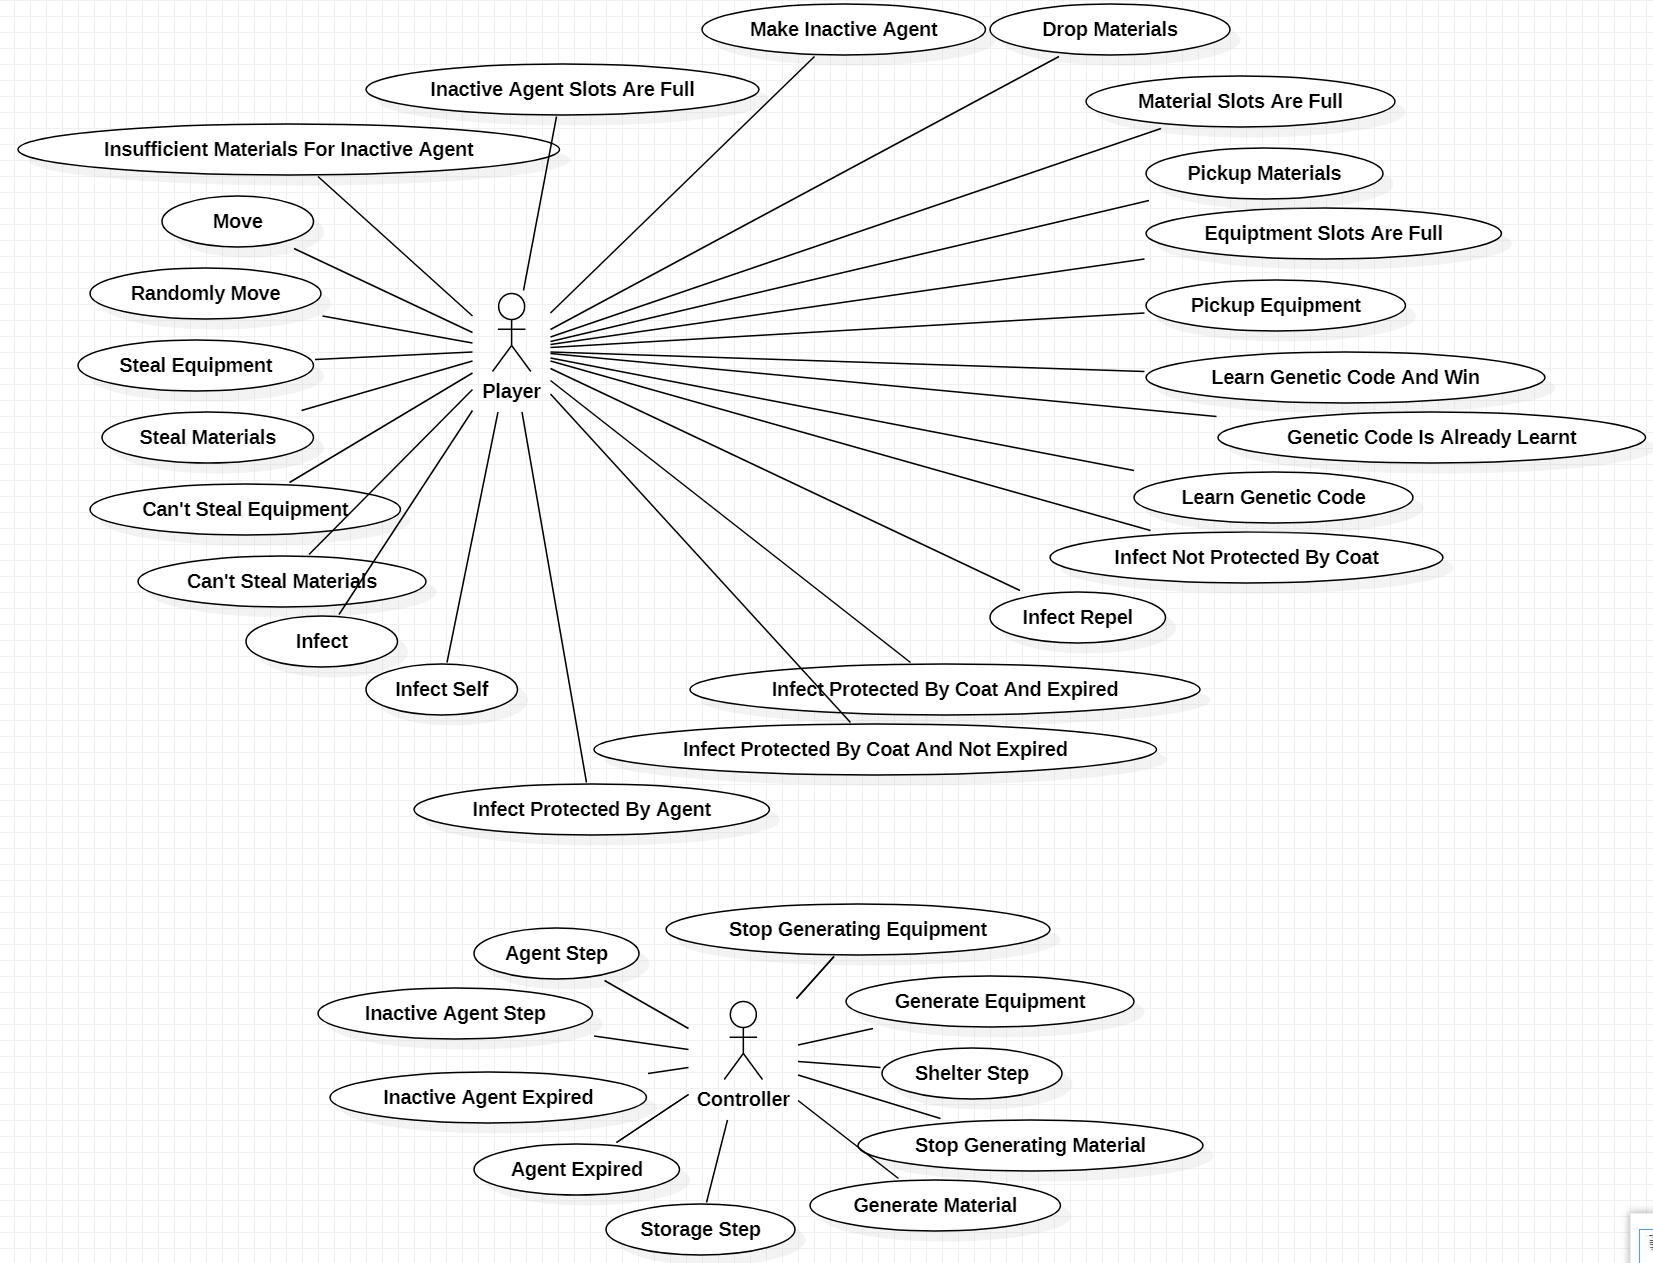 Make Inactive Agent
Drop Materials
Inactive Agent Slots Are Full
Material Slots Are Full
Insufficient Materials For Inactive Agent
Pickup Materials
Move
Equiptment Slots Are Full
Randomly Move
Pickup Equipment
Steal Equipment
Learn Genetic Code And Win
Player
Steal Materials
Genetic Code Is Already Learnt
Learn Genetic Code
Can't Steal Equipment
Infect Not Protected By Coat
Can't Steal Materials
Infect Repel
Infect
Infect Self
Infect Protected By Coat And Expired
Infect Protected By Coat And Not Expired
Infect Protected By Agent
Stop Generating Equipment
Agent Step
Generate Equipment
Inactive Agent Step
Shelter Step
Inactive Agent Expired
Controller
Stop Generating Material
Agent Expired
Generate Material
Storage Step